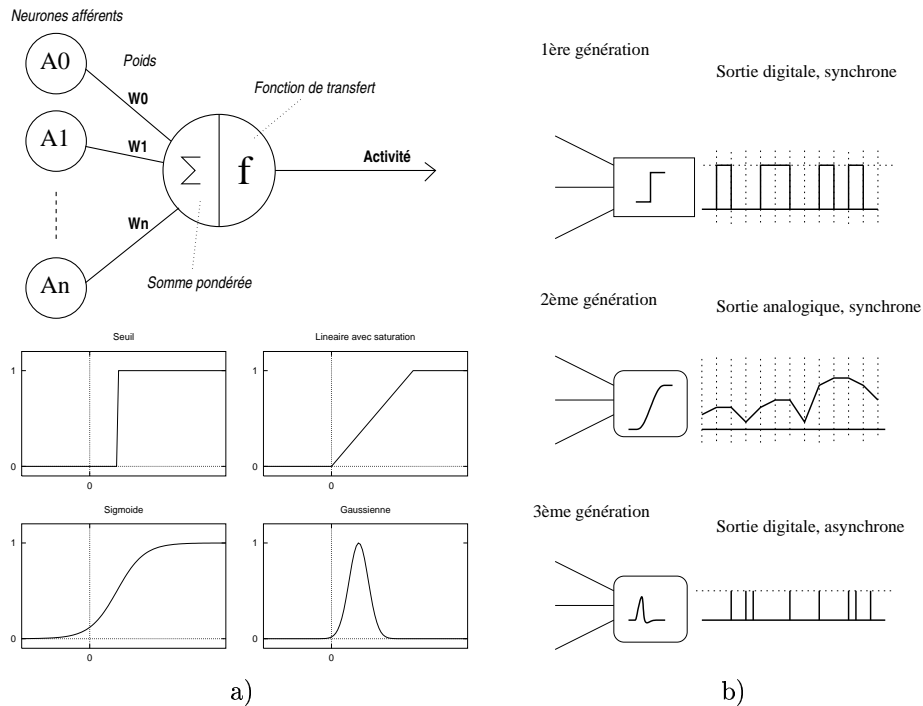 Neurones afférents
A0
Poids
W0
Fonction de transfert
A1
W1
Σ
f
Activité
Wn
An
Somme pondérée
Seuil
1
0
0
Lineaire avec saturation
1
0
0
Sigmoide
1
0
0
Gaussienne
1
0
0
a)
1ère génération
Sortie digitale, synchrone
2ème génération
Sortie analogique, synchrone
3ème génération
Sortie digitale, asynchrone
b)